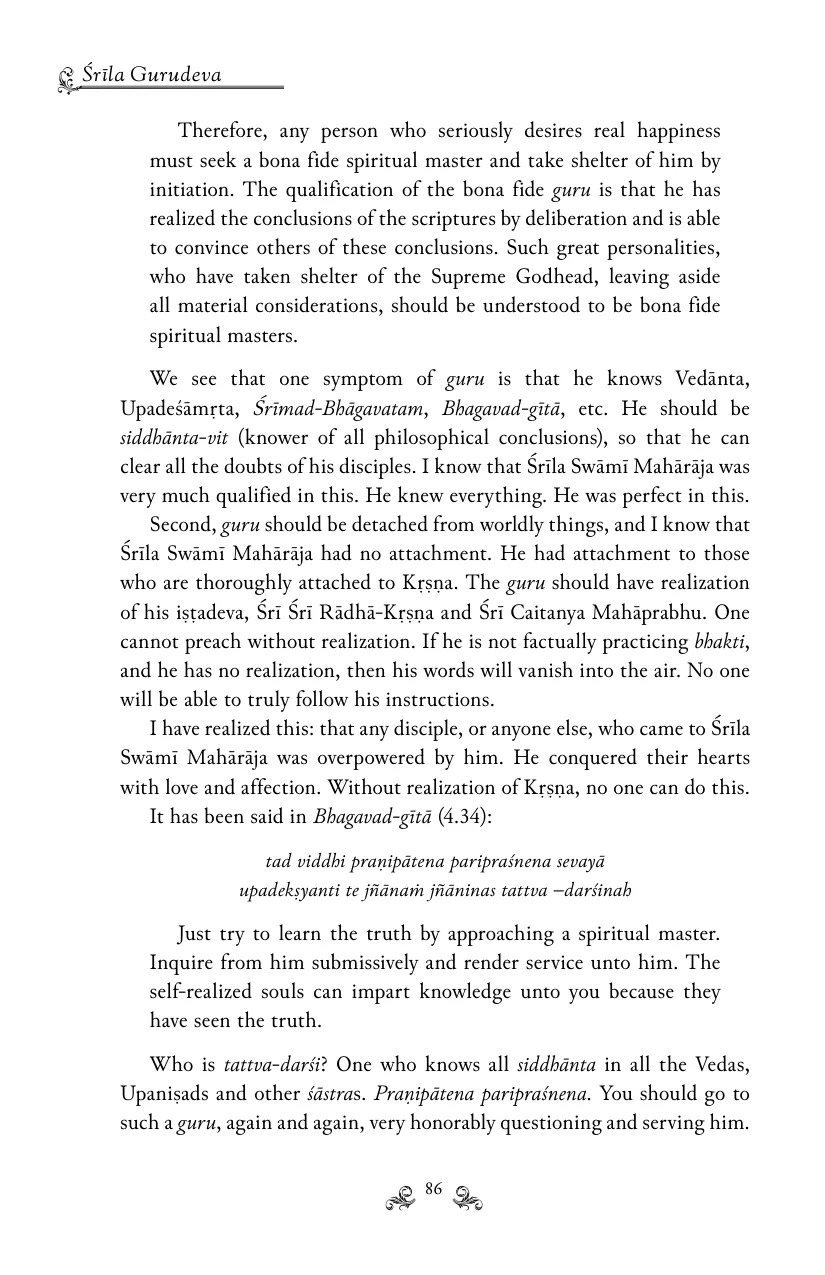 Śrīla Gurudeva
Therefore, any person who seriously desires real happiness
must seek a bona fide spiritual master and take shelter of him by
initiation. The qualification of the bona fide guru is that he has
realized the conclusions of the scriptures by deliberation and is able
to convince others of these conclusions. Such great personalities,
who have taken shelter of the Supreme Godhead, leaving aside
all material considerations, should be understood to be bona fide
spiritual masters.
We see that one symptom of guru is that he knows Vedānta,
Upadeśāmṛta, Śrīmad-Bhāgavatam, Bhagavad-gītā, etc. He should be
siddhānta-vit (knower of all philosophical conclusions), so that he can
clear all the doubts of his disciples. I know that Śrīla Swāmī Mahārāja was
very much qualified in this. He knew everything. He was perfect in this.
Second, guru should be detached from worldly things, and I know that
Śrīla Swāmī Mahārāja had no attachment. He had attachment to those
who are thoroughly attached to Kṛṣṇa. The guru should have realization
of his iṣṭadeva, Śrī Śrī Rādhā-Kṛṣṇa and Śrī Caitanya Mahāprabhu. One
cannot preach without realization. If he is not factually practicing bhakti,
and he has no realization, then his words will vanish into the air. No one
will be able to truly follow his instructions.
I have realized this: that any disciple, or anyone else, who came to Śrīla
Swāmī Mahārāja was overpowered by him. He conquered their hearts
with love and affection. Without realization of Kṛṣṇa, no one can do this.
It has been said in Bhagavad-gītā (4.34):
tad viddhi praṇipātena paripraśnena sevayā
upadekṣyanti te jñānaṁ jñāninas tattva –darśinah
Just try to learn the truth by approaching a spiritual master.
Inquire from him submissively and render service unto him. The
self-realized souls can impart knowledge unto you because they
have seen the truth.
Who is tattva-darśi? One who knows all siddhānta in all the Vedas,
Upaniṣads and other śāstras. Praṇipātena paripraśnena. You should go to
such a guru, again and again, very honorably questioning and serving him.
86